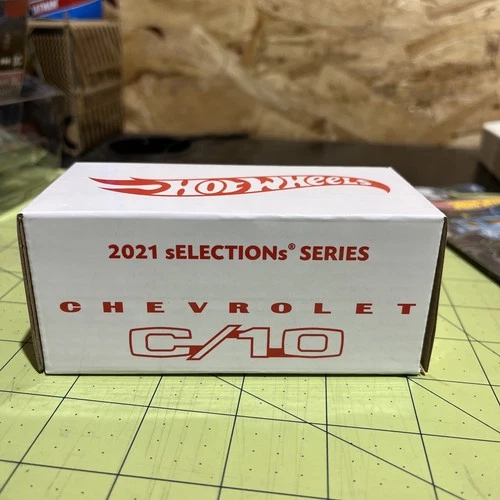 HOT WHEELS
2021 sELECTIONs® SERIES
CHEVROLET
C/10